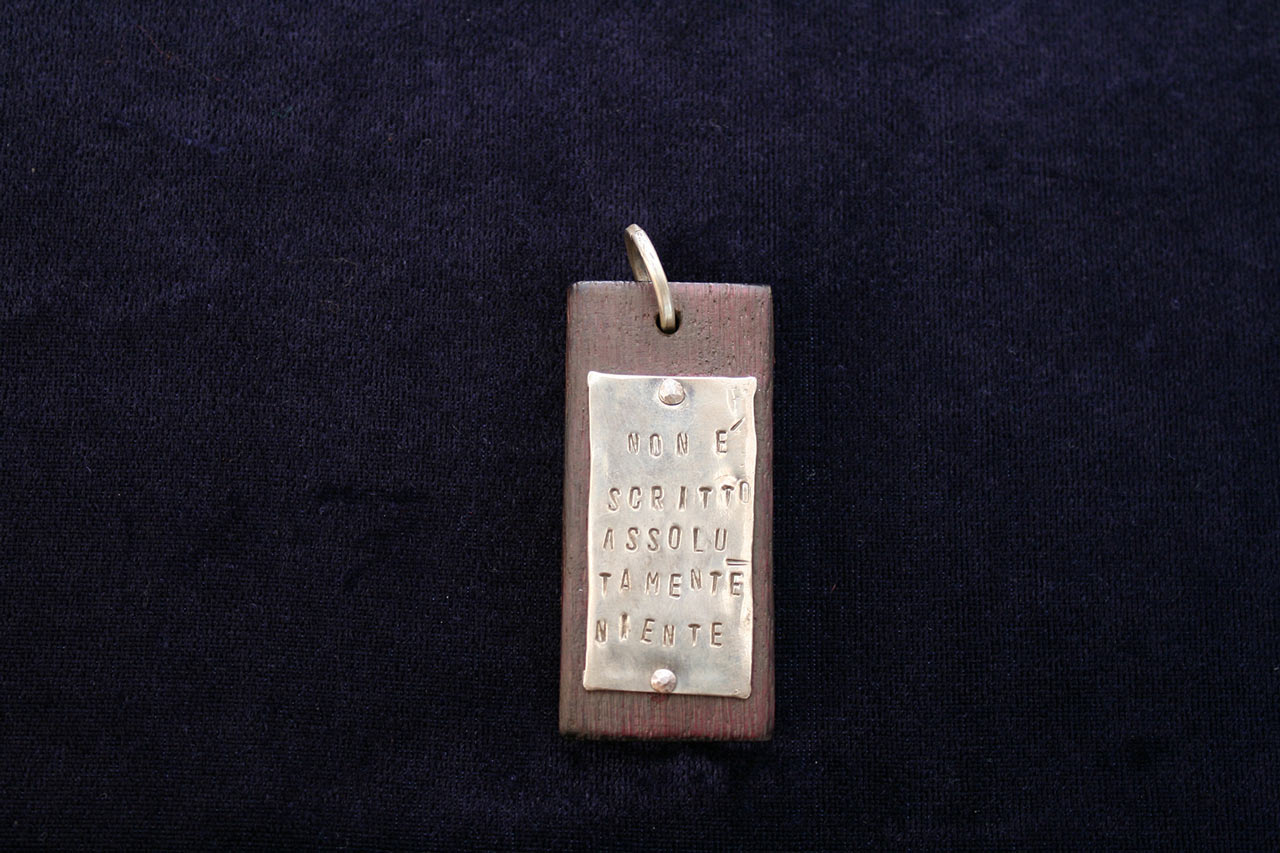 NON É
SCRITTO
ASSOLU
TAMENTE
NIENTE